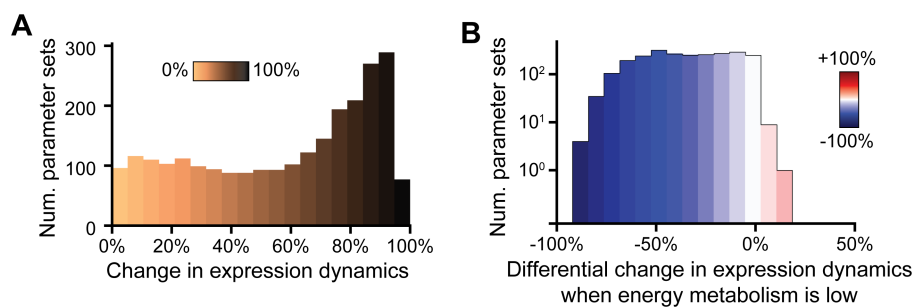 A
Num. parameter sets
300
200
100
0
0% 100%
0% 20% 40% 60% 80% 100%
Change in expression dynamics
B
Num. parameter sets
10²
10¹
10⁰
+100%
-100%
-100% -50% 0% 50%
Differential change in expression dynamics
when energy metabolism is low